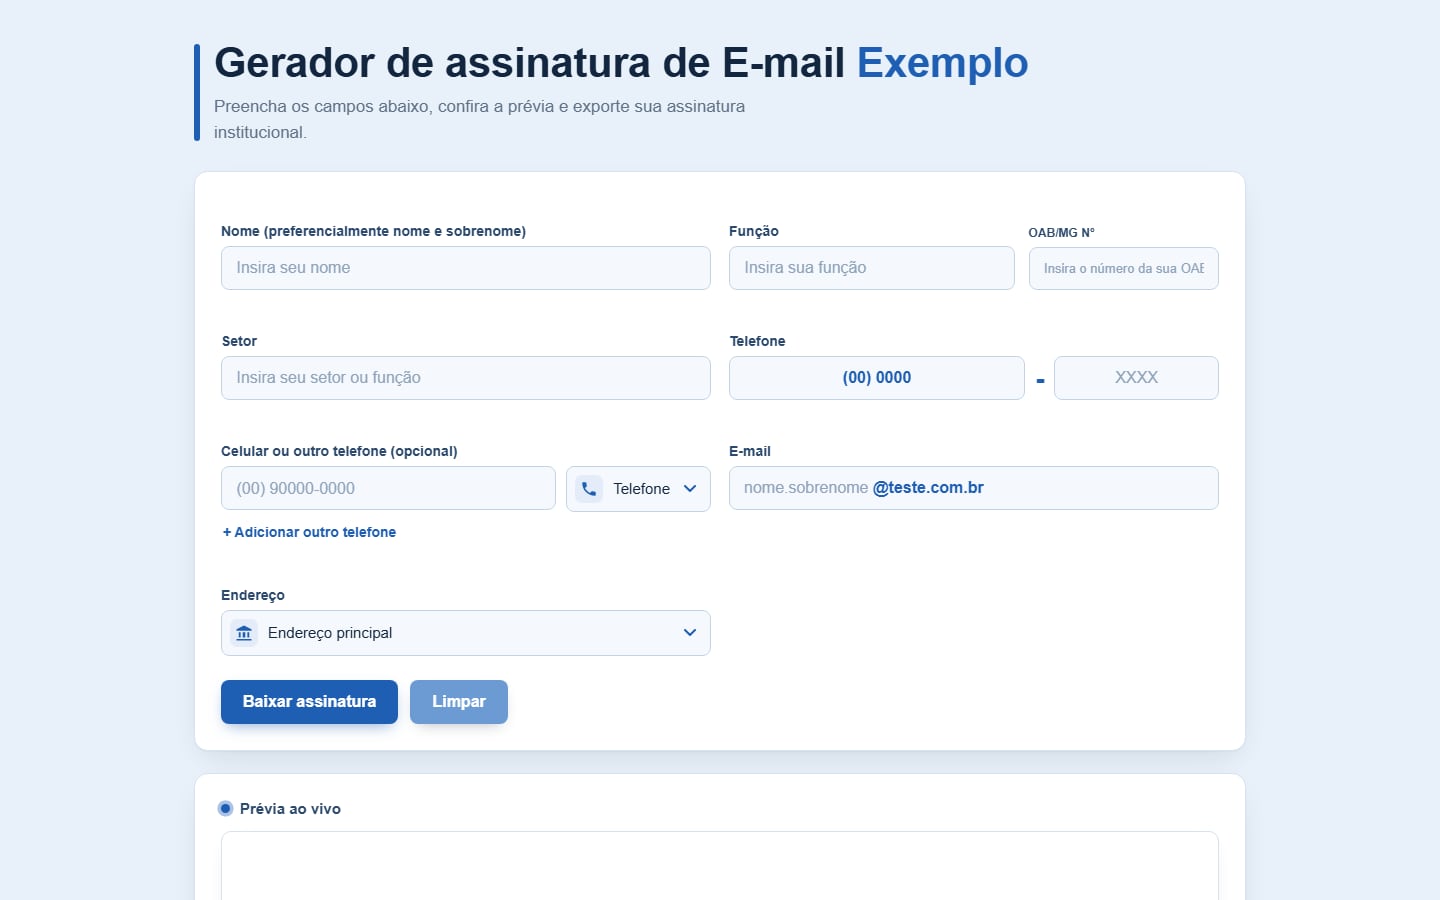 Gerador de assinatura de E-mail Exemplo
Preencha os campos abaixo, confira a prévia e exporte sua assinatura
institucional.
Nome (preferencialmente nome e sobrenome)
Insira seu nome
Função
Insira sua função
OAB/MG Nº
Insira o número da sua OAB
Setor
Insira seu setor ou função
Telefone
(00) 0000 - XXXX
Celular ou outro telefone (opcional)
(00) 90000-0000
Telefone
+ Adicionar outro telefone
E-mail
nome.sobrenome @teste.com.br
Endereço
Endereço principal
Baixar assinatura
Limpar
Prévia ao vivo